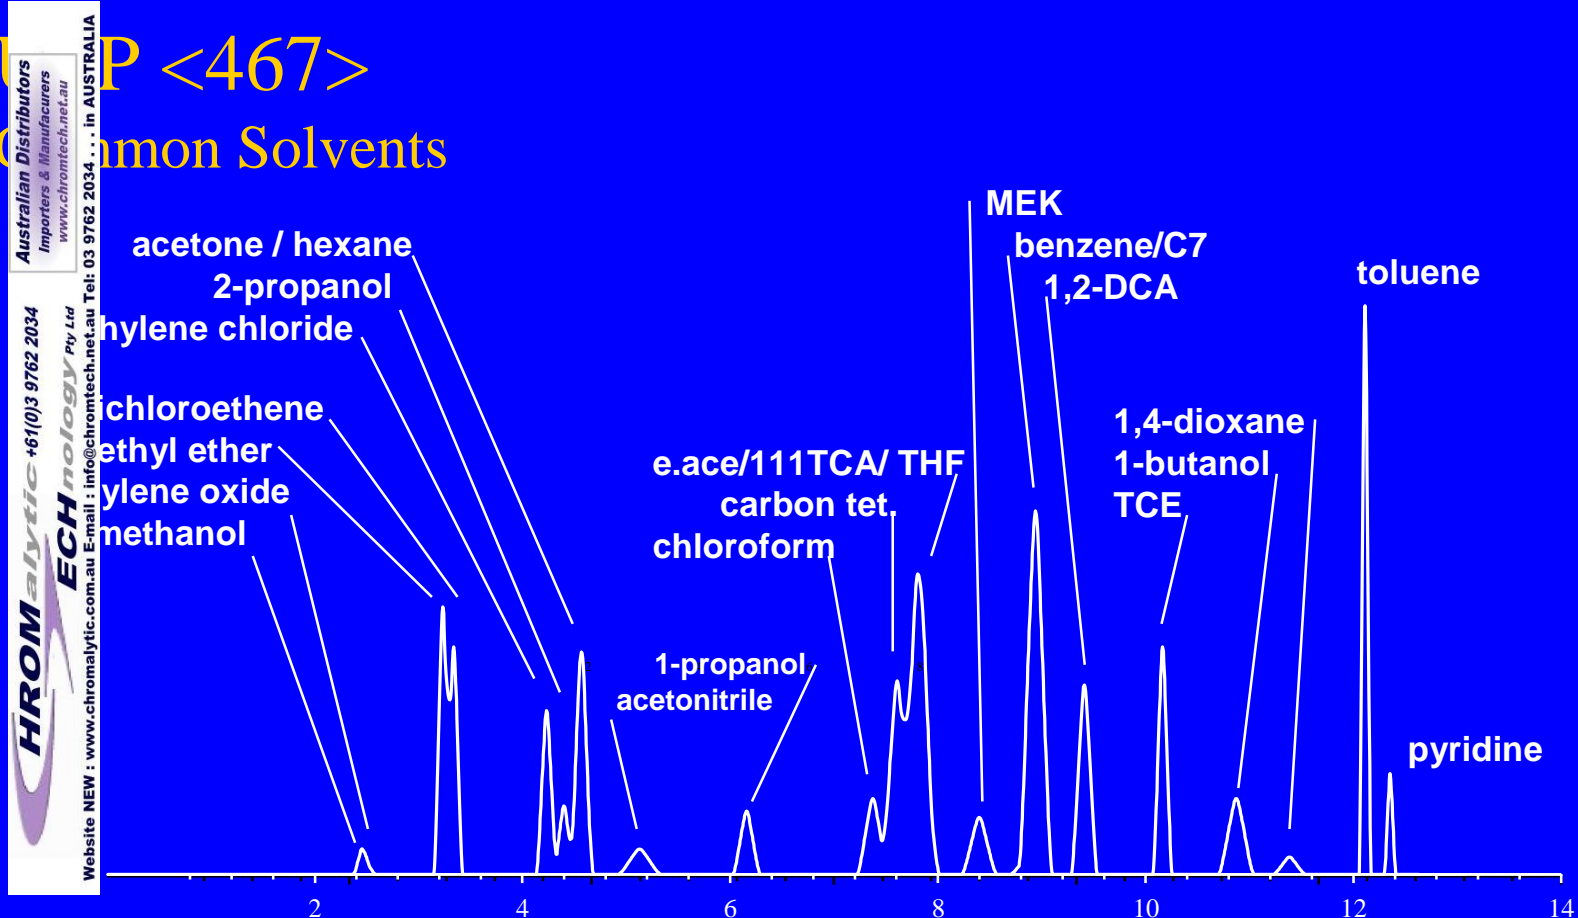 P <467>
mmon Solvents
Australian Distributors
Importers & Manufacurers
www.chromtech.net.au
HROMalytic +61(0)3 9762 2034
ECHnology Pty Ltd
Website NEW : www.chromalytic.com.au E-mail : info@chromtech.net.au Tel: 03 9762 2034 . . . in AUSTRALIA
acetone / hexane
2-propanol
hylene chloride
ichloroethene
ethyl ether
ylene oxide
methanol
MEK
benzene/C7
1,2-DCA
toluene
e.ace/111TCA/ THF
carbon tet.
chloroform
1,4-dioxane
1-butanol
TCE
1-propanol
acetonitrile
pyridine
2 4 6 8 10 12 14